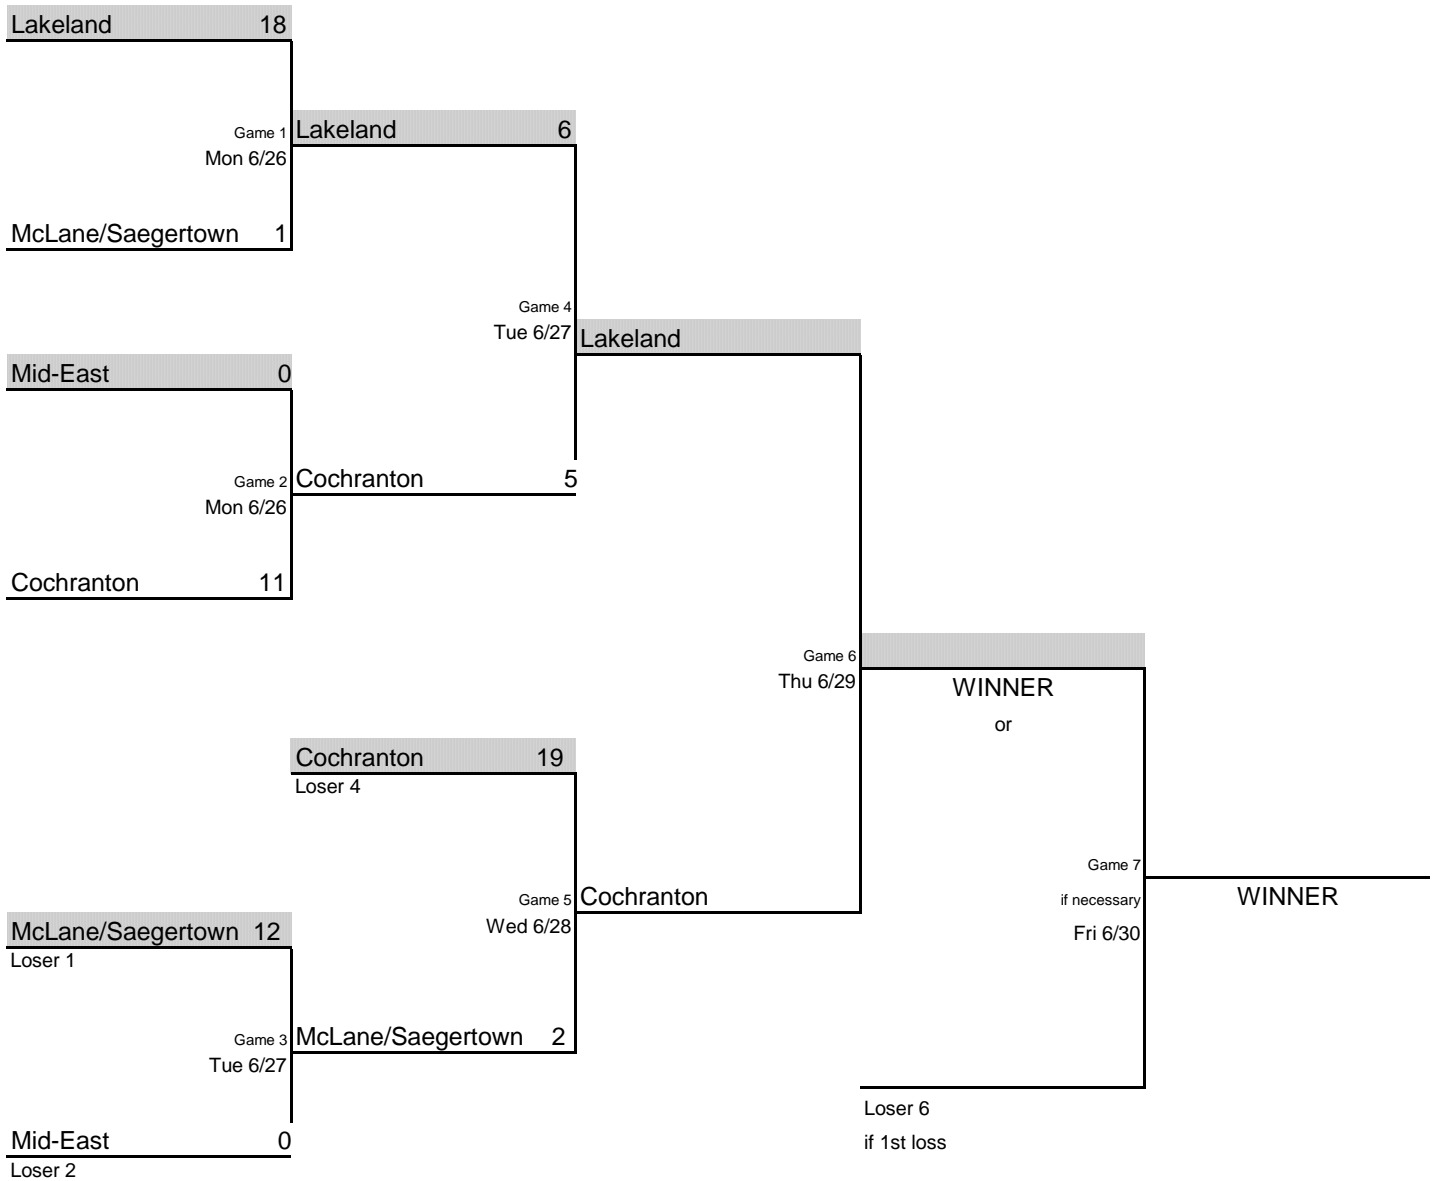 Lakeland 18
Game 1 Lakeland 6
Mon 6/26
McLane/Saegertown 1
Game 4
Tue 6/27 Lakeland
Mid-East 0
Game 2 Cochranton 5
Mon 6/26
Cochranton 11
Game 6
Thu 6/29 WINNER
or
Cochranton 19
Loser 4
Game 7
if necessary WINNER
Game 5 Cochranton
Wed 6/28
Fri 6/30
McLane/Saegertown 12
Loser 1
Game 3 McLane/Saegertown 2
Tue 6/27
Loser 6
if 1st loss
Mid-East 0
Loser 2